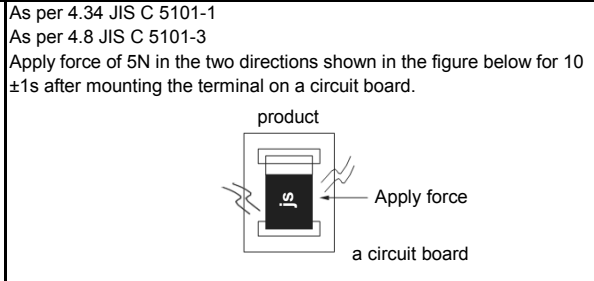 As per 4.34 JIS C 5101-1
As per 4.8 JIS C 5101-3
Apply force of 5N in the two directions shown in the figure below for 10
±1s after mounting the terminal on a circuit board.
product
js
Apply force
a circuit board